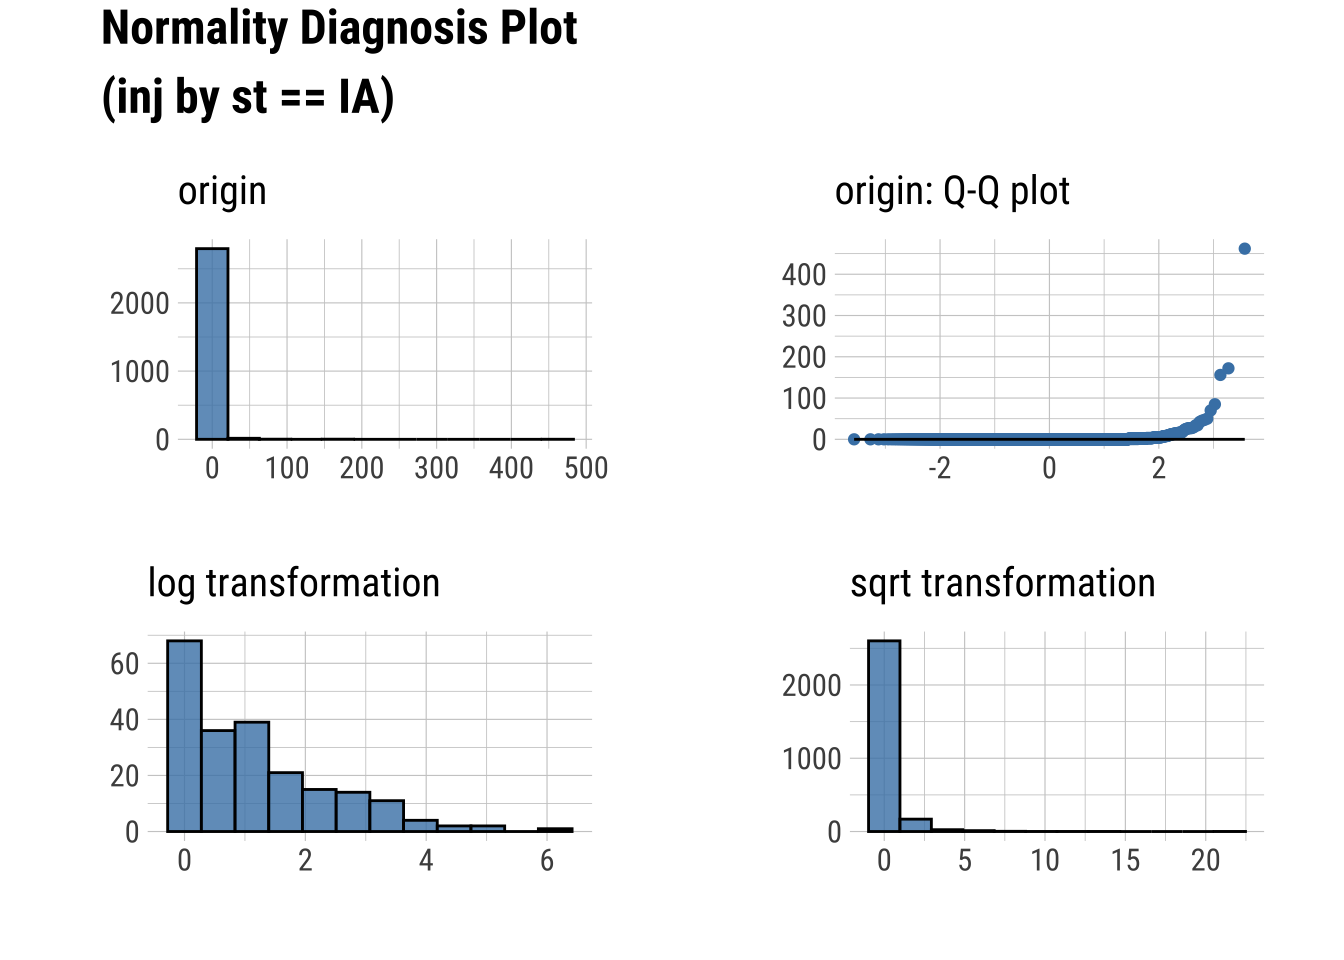 Normality Diagnosis Plot
(inj by st == IA)
origin
2000
1000
0
0 100 200 300 400 500
origin: Q-Q plot
400
300
200
100
0
-2 0 2
log transformation
60
40
20
0
0 2 4 6
sqrt transformation
2000
1000
0
0 5 10 15 20